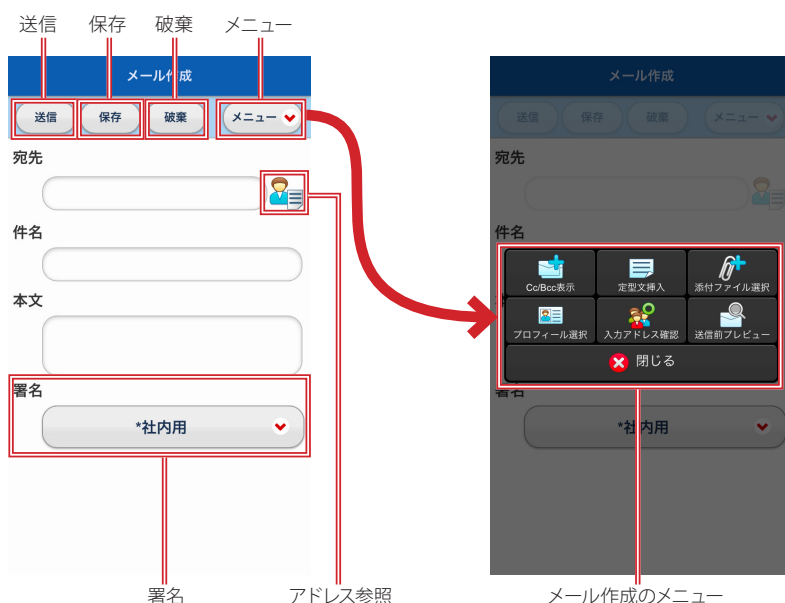 送信 保存 破棄 メニュー
メール作成
送信 保存 破棄 メニュー
宛先
件名
本文
署名
*社内用
メール作成
送信 保存 破棄 メニュー
宛先
件名
Cc/Bcc表示 定型文挿入 添付ファイル選択
プロフィール選択 入力アドレス確認 送信前プレビュー
閉じる
署名
*社内用
署名 アドレス参照 メール作成のメニュー